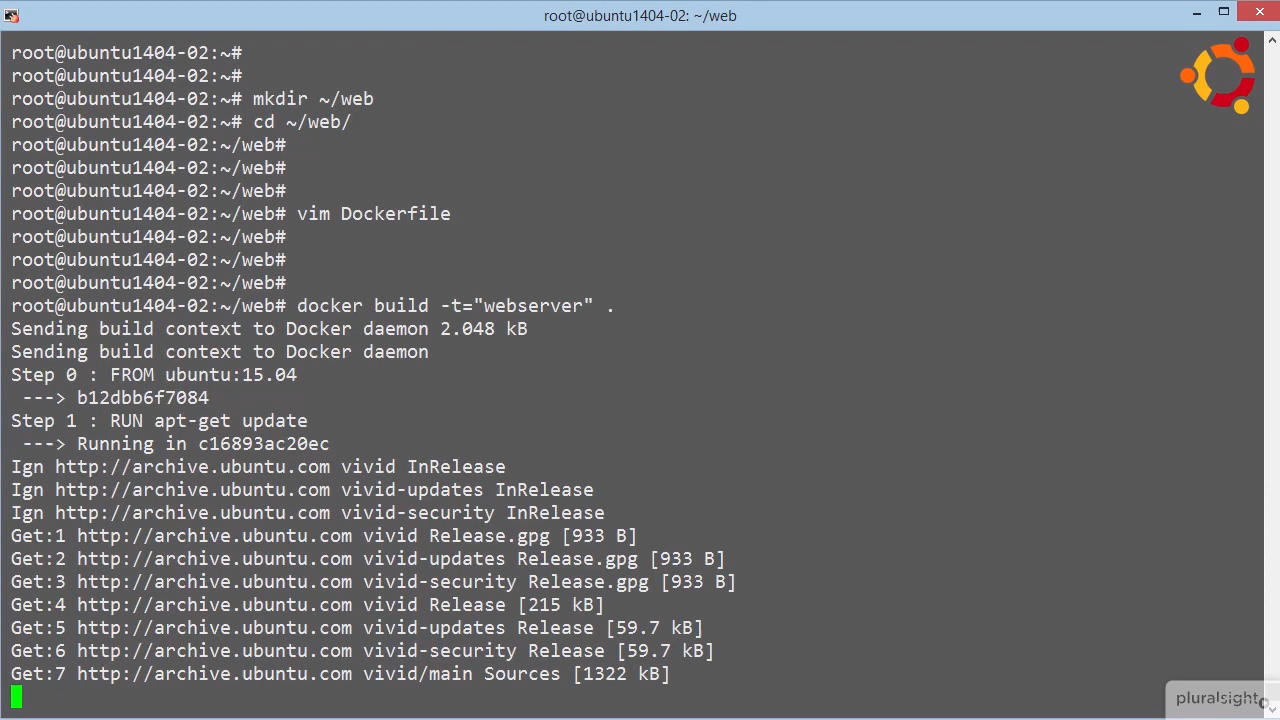 root@ubuntu1404-02: ~/web
root@ubuntu1404-02:~#
root@ubuntu1404-02:~#
root@ubuntu1404-02:~# mkdir ~/web
root@ubuntu1404-02:~# cd ~/web/
root@ubuntu1404-02:~/web#
root@ubuntu1404-02:~/web#
root@ubuntu1404-02:~/web#
root@ubuntu1404-02:~/web# vim Dockerfile
root@ubuntu1404-02:~/web#
root@ubuntu1404-02:~/web#
root@ubuntu1404-02:~/web#
root@ubuntu1404-02:~/web# docker build -t="webserver" .
Sending build context to Docker daemon 2.048 kB
Sending build context to Docker daemon
Step 0 : FROM ubuntu:15.04
 ---> b12dbb6f7084
Step 1 : RUN apt-get update
 ---> Running in c16893ac20ec
Ign http://archive.ubuntu.com vivid InRelease
Ign http://archive.ubuntu.com vivid-updates InRelease
Ign http://archive.ubuntu.com vivid-security InRelease
Get:1 http://archive.ubuntu.com vivid Release.gpg [933 B]
Get:2 http://archive.ubuntu.com vivid-updates Release.gpg [933 B]
Get:3 http://archive.ubuntu.com vivid-security Release.gpg [933 B]
Get:4 http://archive.ubuntu.com vivid Release [215 kB]
Get:5 http://archive.ubuntu.com vivid-updates Release [59.7 kB]
Get:6 http://archive.ubuntu.com vivid-security Release [59.7 kB]
Get:7 http://archive.ubuntu.com vivid/main Sources [1322 kB]
pluralsight